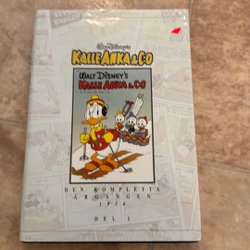 Walt Disney's
KALLE ANKA & CO
WALT DISNEY'S
KALLE ANKA & CO
DEN KOMPLETTA
ÅRGÅNGEN
DEL 1